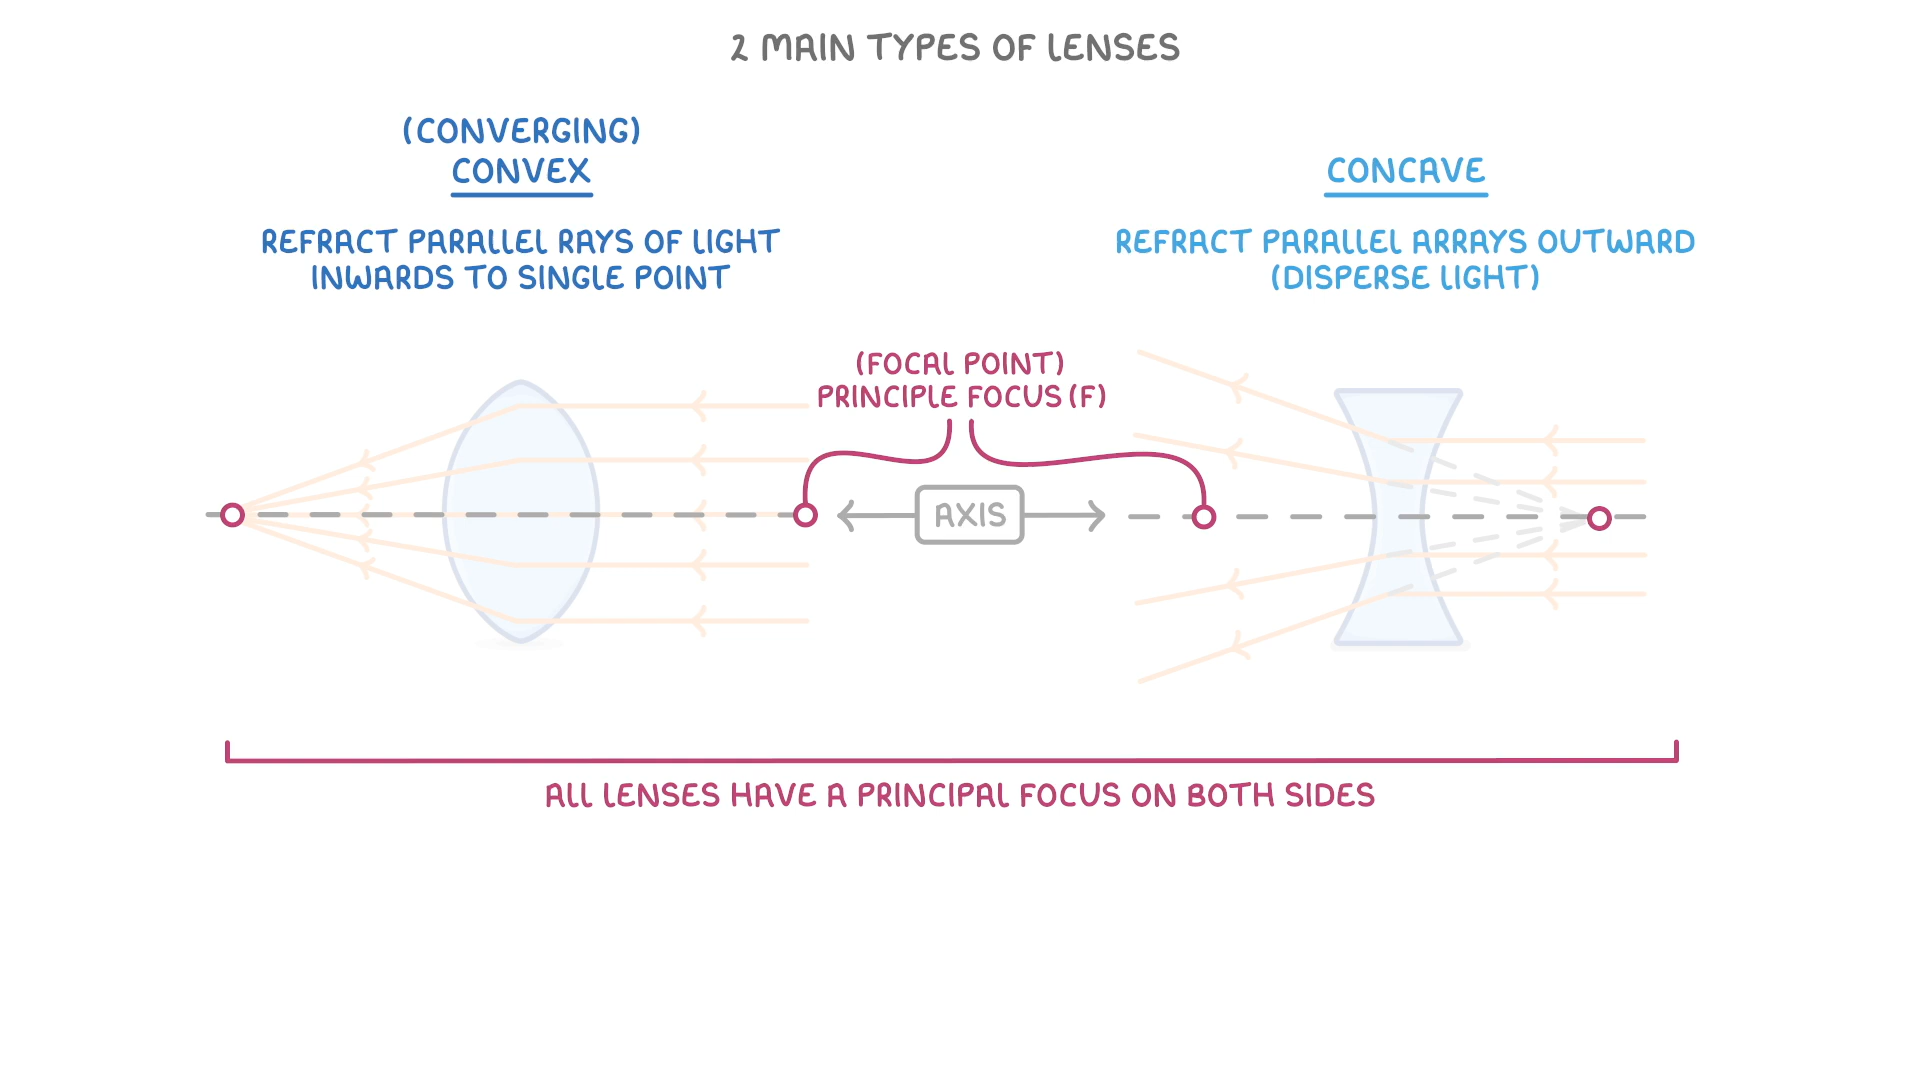 2 MAIN TYPES OF LENSES
(CONVERGING)
CONVEX
REFRACT PARALLEL RAYS OF LIGHT
INWARDS TO SINGLE POINT
CONCAVE
REFRACT PARALLEL ARRAYS OUTWARD
(DISPERSE LIGHT)
(FOCAL POINT)
PRINCIPLE FOCUS (F)
AXIS
ALL LENSES HAVE A PRINCIPAL FOCUS ON BOTH SIDES